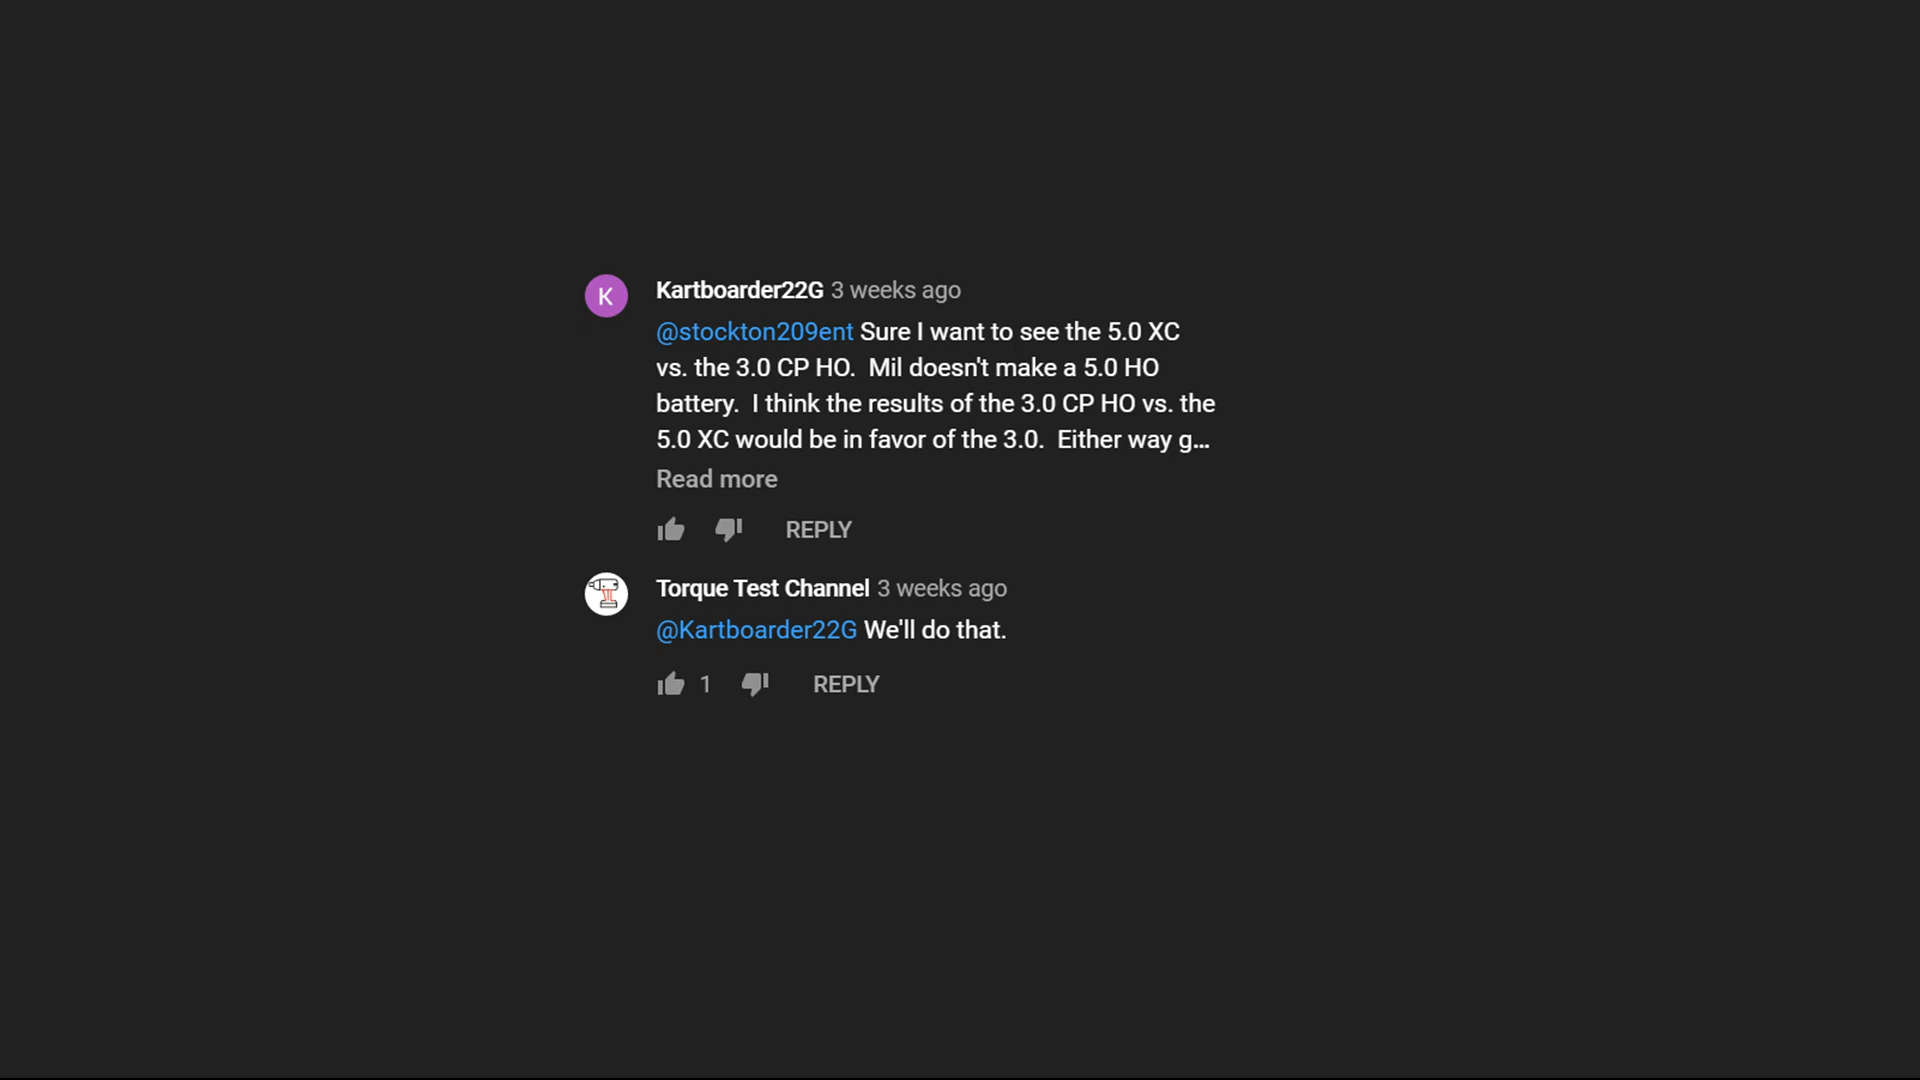 K
Kartboarder22G 3 weeks ago
@stockton209ent Sure I want to see the 5.0 XC
vs. the 3.0 CP HO.  Mil doesn't make a 5.0 HO
battery.  I think the results of the 3.0 CP HO vs. the
5.0 XC would be in favor of the 3.0.  Either way g...
Read more
REPLY
Torque Test Channel 3 weeks ago
@Kartboarder22G We'll do that.
1 REPLY